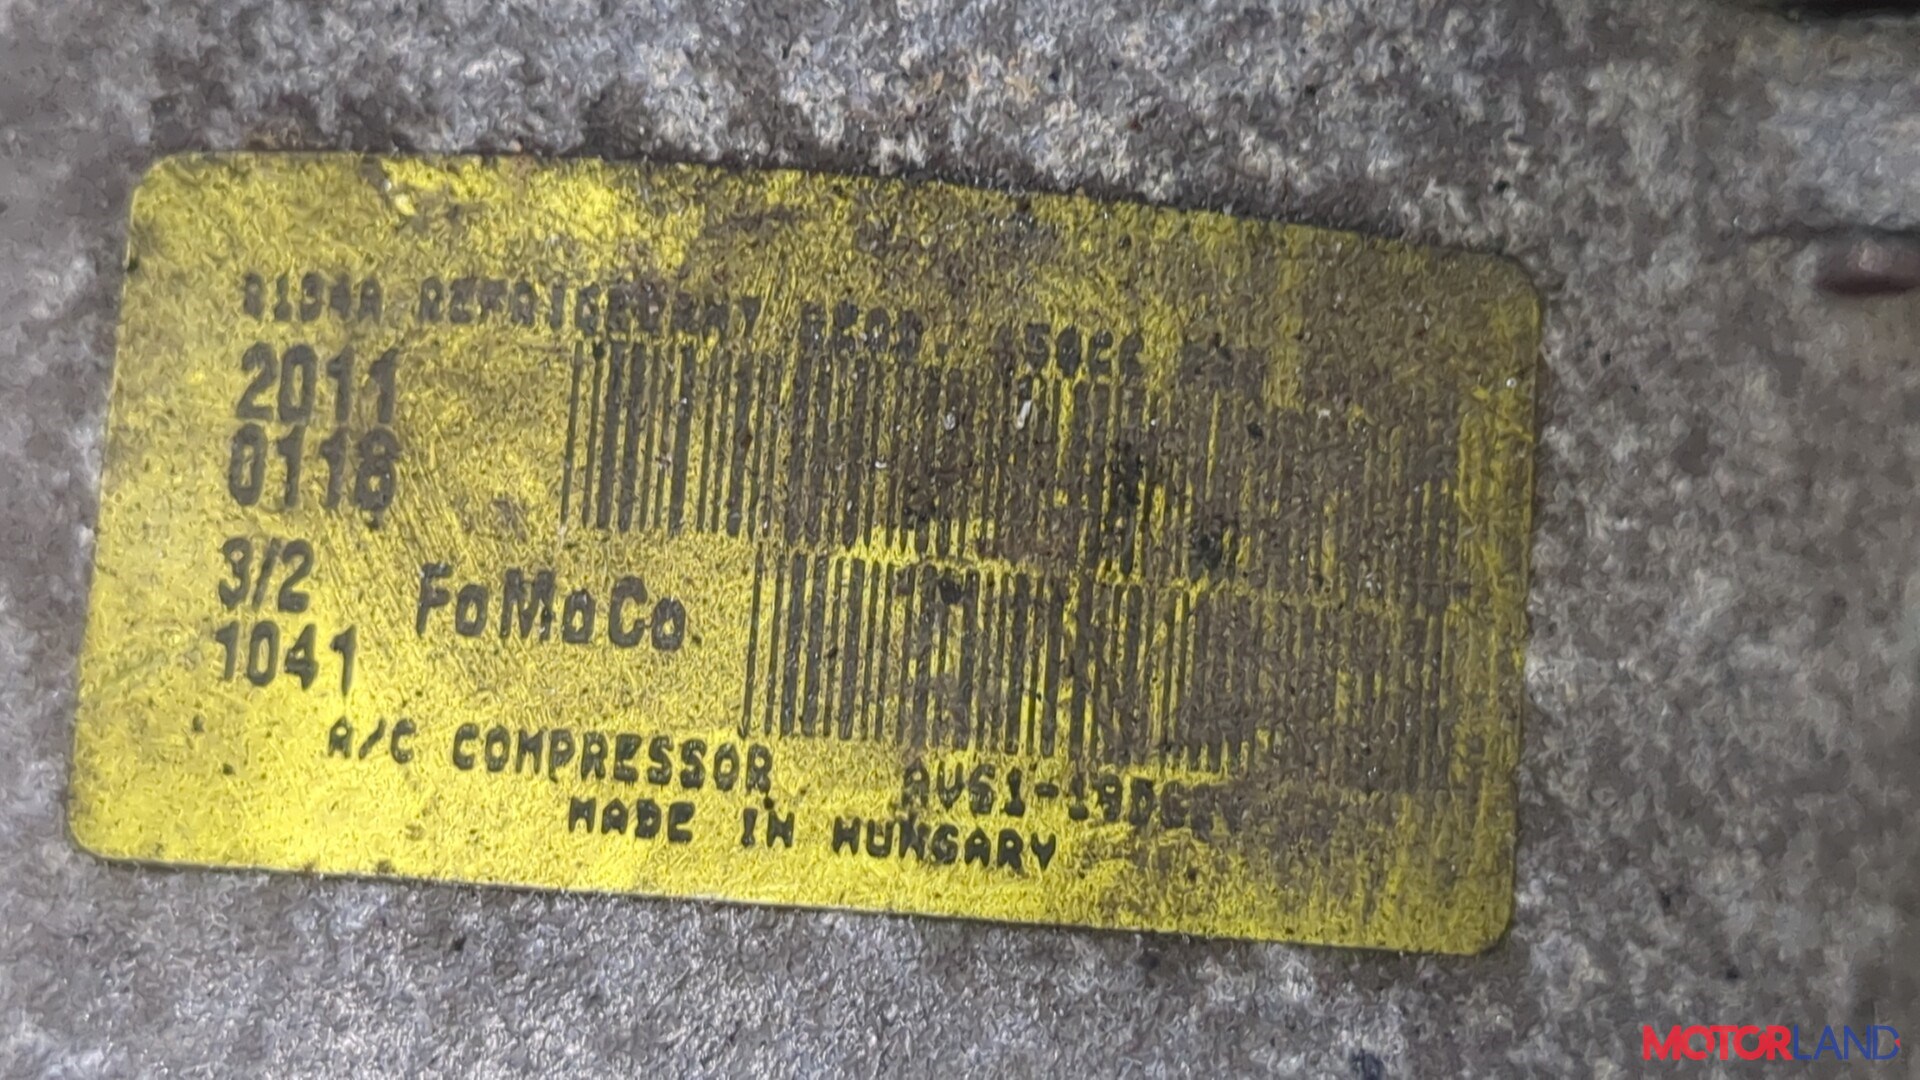 R134A REFRIGERANT
2011
0118
3/2
1041
FoMoCo
A/C COMPRESSOR
MADE IN HUNGARY
MOTORLAND